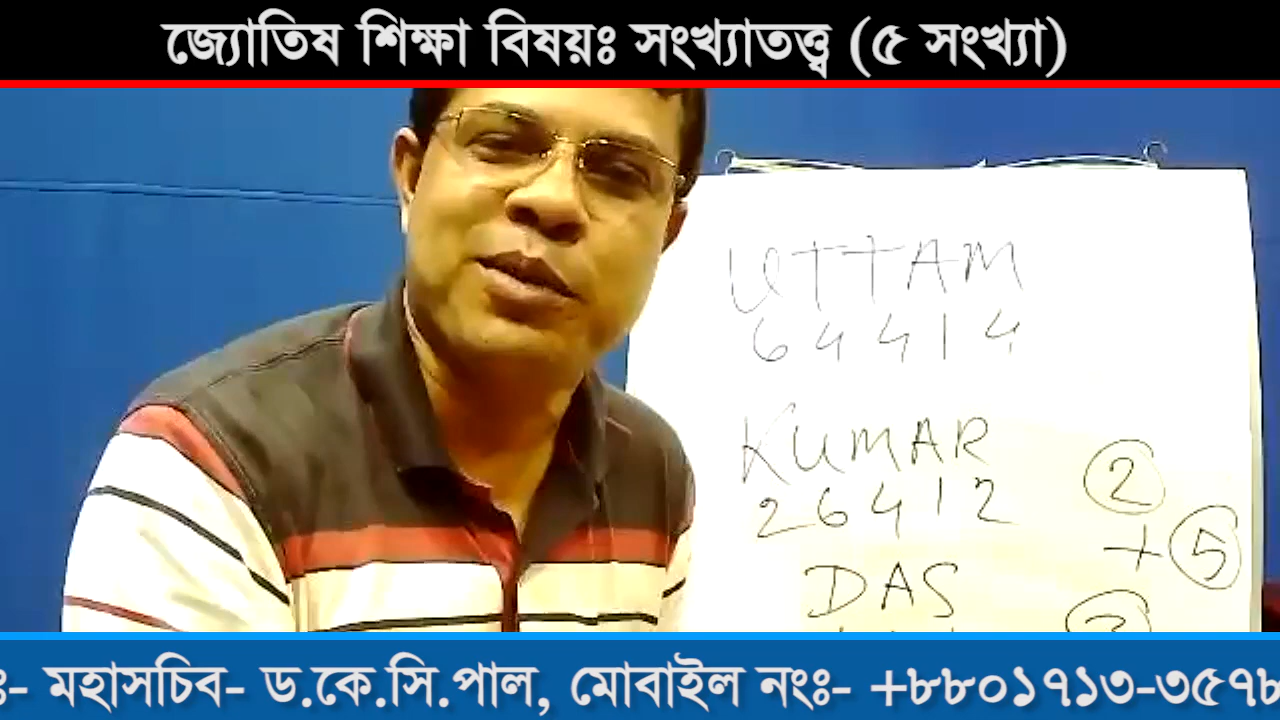 জ্যোতিষ শিক্ষা বিষয়ঃ সংখ্যাতত্ত্ব (৫ সংখ্যা)
UTTAM
64414
KUMAR
26412
2
+ 5
DAS
ঃ- মহাসচিব- ড.কে.সি.পাল, মোবাইল নংঃ- +৮৮০১৭১৩-৩৫৭৮